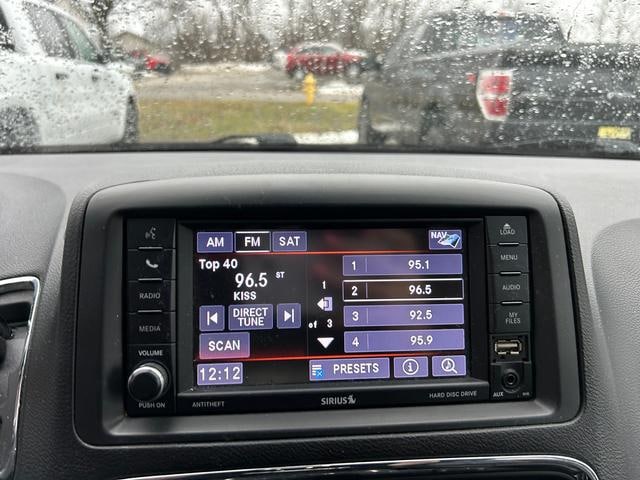 AM FM SAT NAV
Top 40
96.5 ST
KISS
DIRECT
TUNE
SCAN
12:12
1
of 3
1 95.1
2 96.5
3 92.5
4 95.9
PRESETS
RADIO
MEDIA
VOLUME
PUSH ON
ANTITHEFT
SIRIUS
HARD DISC DRIVE
LOAD
MENU
AUDIO
MY
FILES
AUX